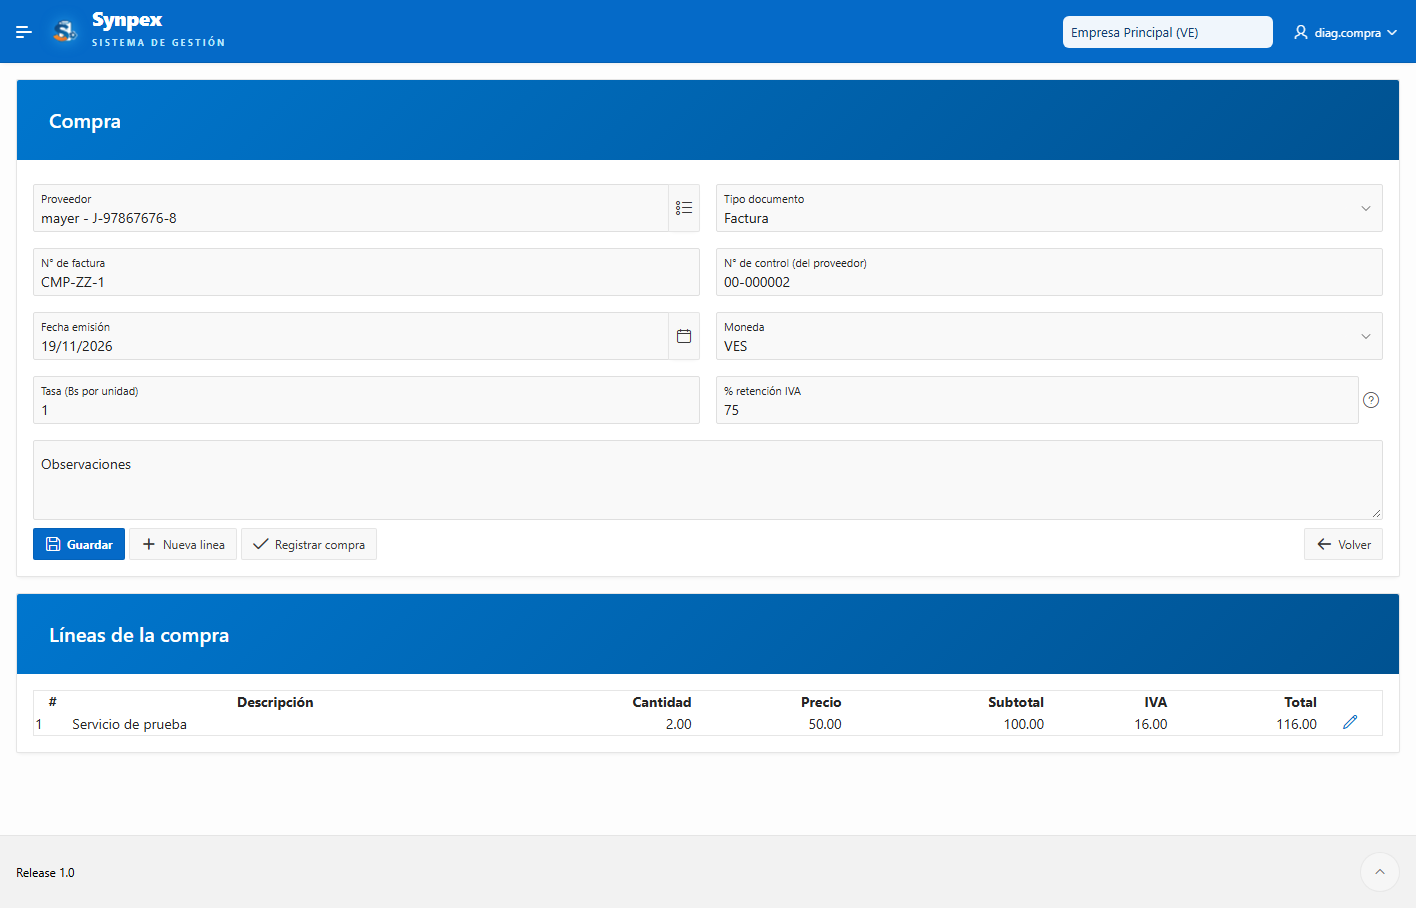 Synpex
SISTEMA DE GESTIÓN
Empresa Principal (VE)
diag.compra
Compra
Proveedor
mayer - J-97867676-8
Tipo documento
Factura
N° de factura
CMP-ZZ-1
N° de control (del proveedor)
00-000002
Fecha emisión
19/11/2026
Moneda
VES
Tasa (Bs por unidad)
1
% retención IVA
75
Observaciones
Guardar
Nueva linea
Registrar compra
Volver
Líneas de la compra
# Descripción Cantidad Precio Subtotal IVA Total
1 Servicio de prueba 2.00 50.00 100.00 16.00 116.00
Release 1.0